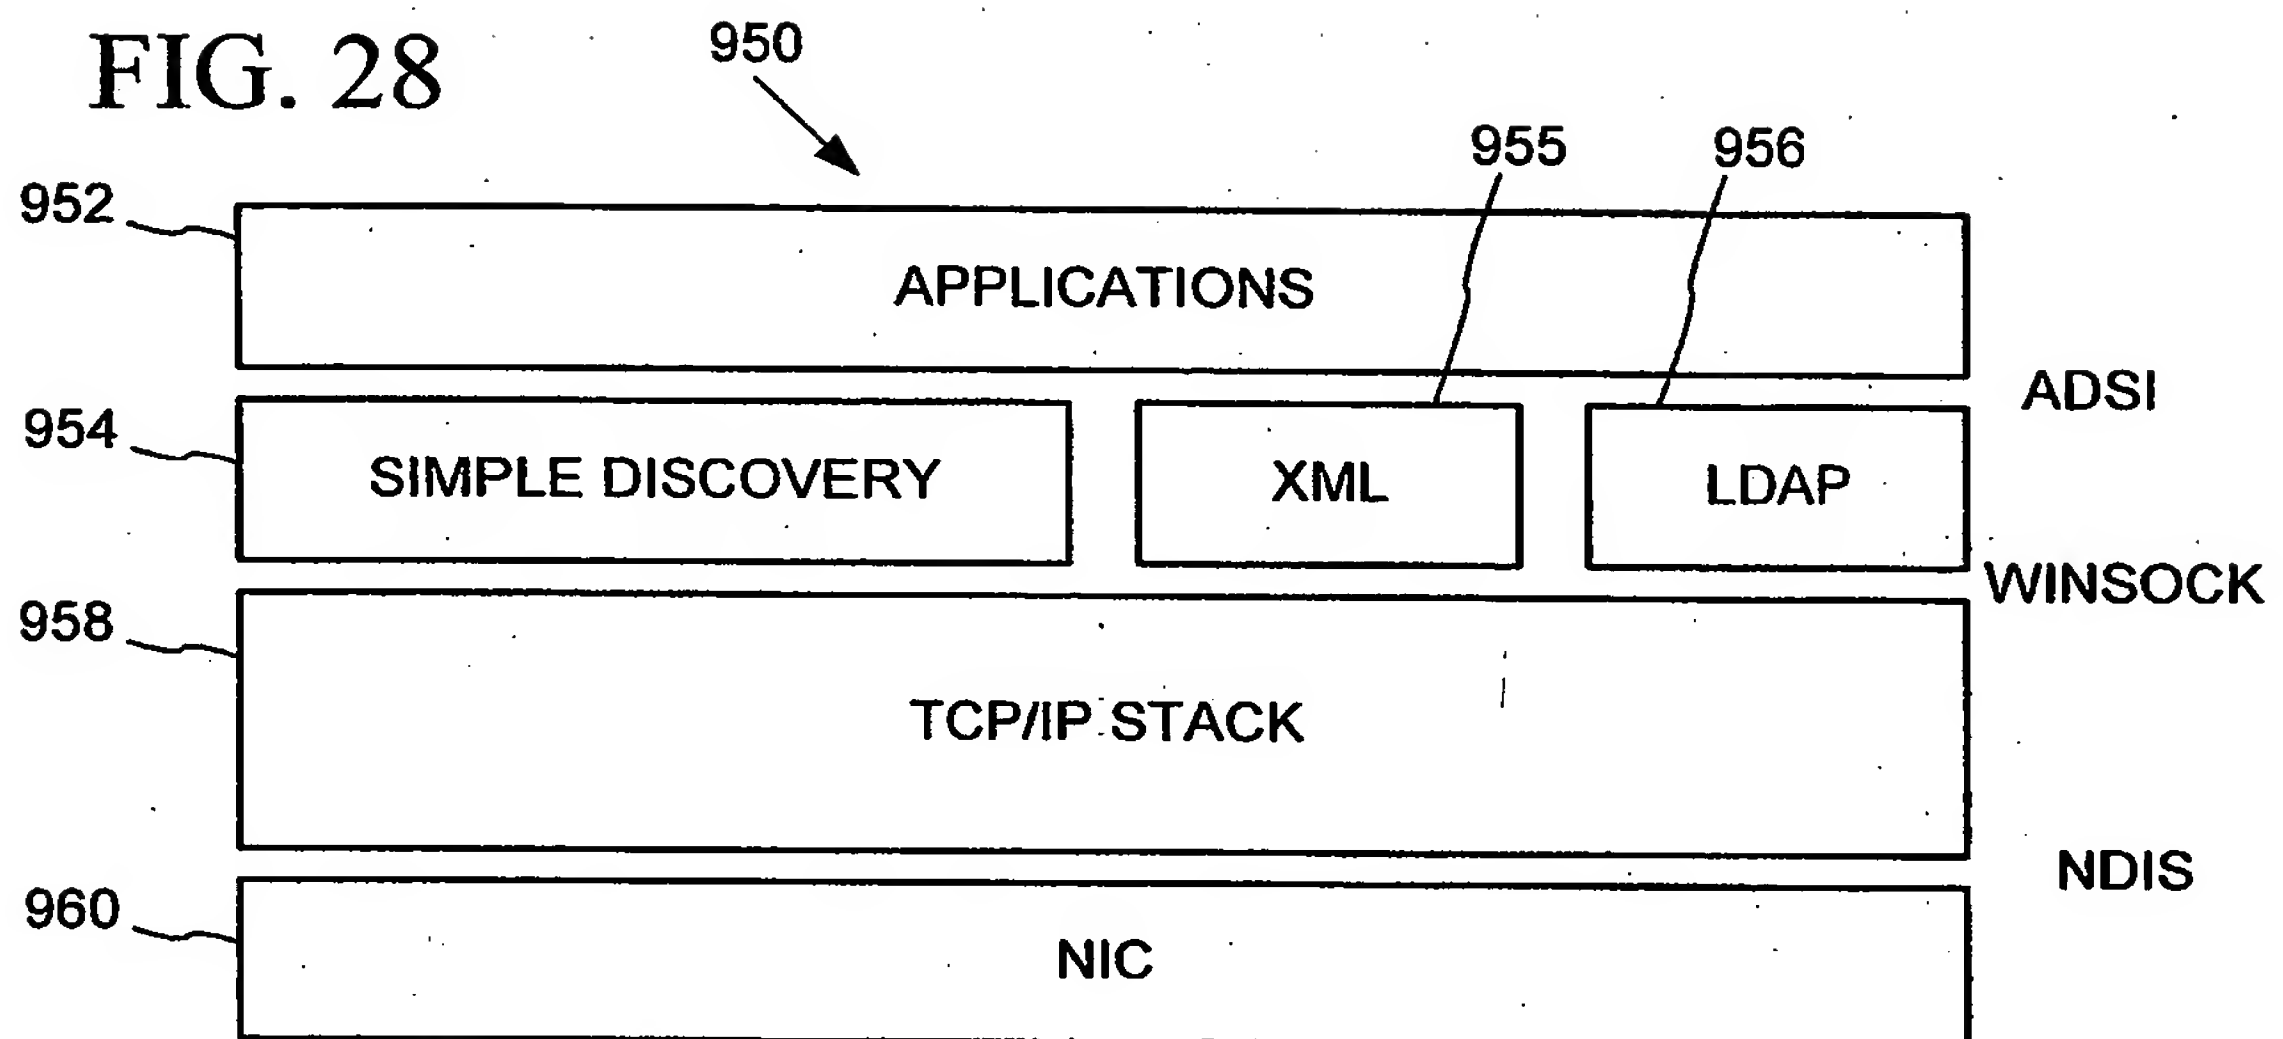 FIG. 28
950
955
956
952
APPLICATIONS
ADSI
954
SIMPLE DISCOVERY
XML
LDAP
WINSOCK
958
TCP/IP STACK
NDIS
960
NIC